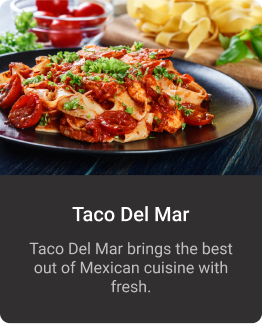 Taco Del Mar
Taco Del Mar brings the best
out of Mexican cuisine with
fresh.